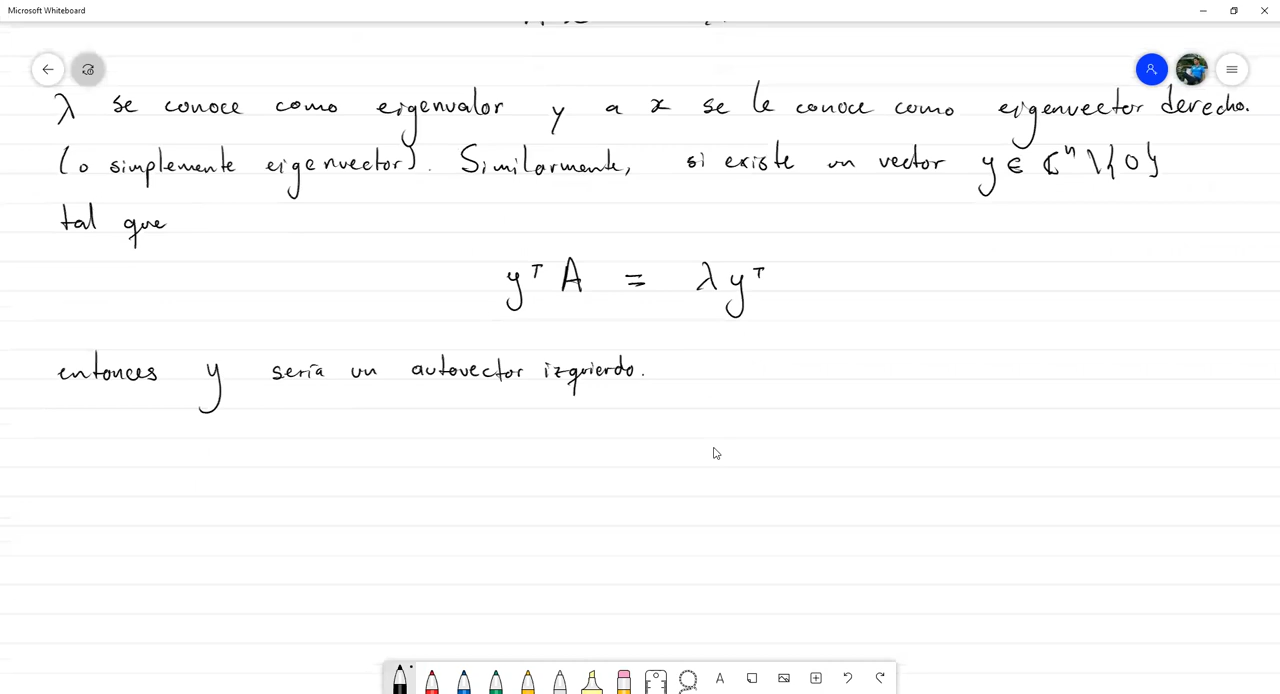 Microsoft Whiteboard
λ se conoce como eigenvalor y a x se le conoce como eigenvector derecho.
(o simplemente eigenvector). Similarmente, si existe un vector y ∈ ℂⁿ \ {0}
tal que
yᵀ A = λ yᵀ
entonces y sería un autovector izquierdo.
A